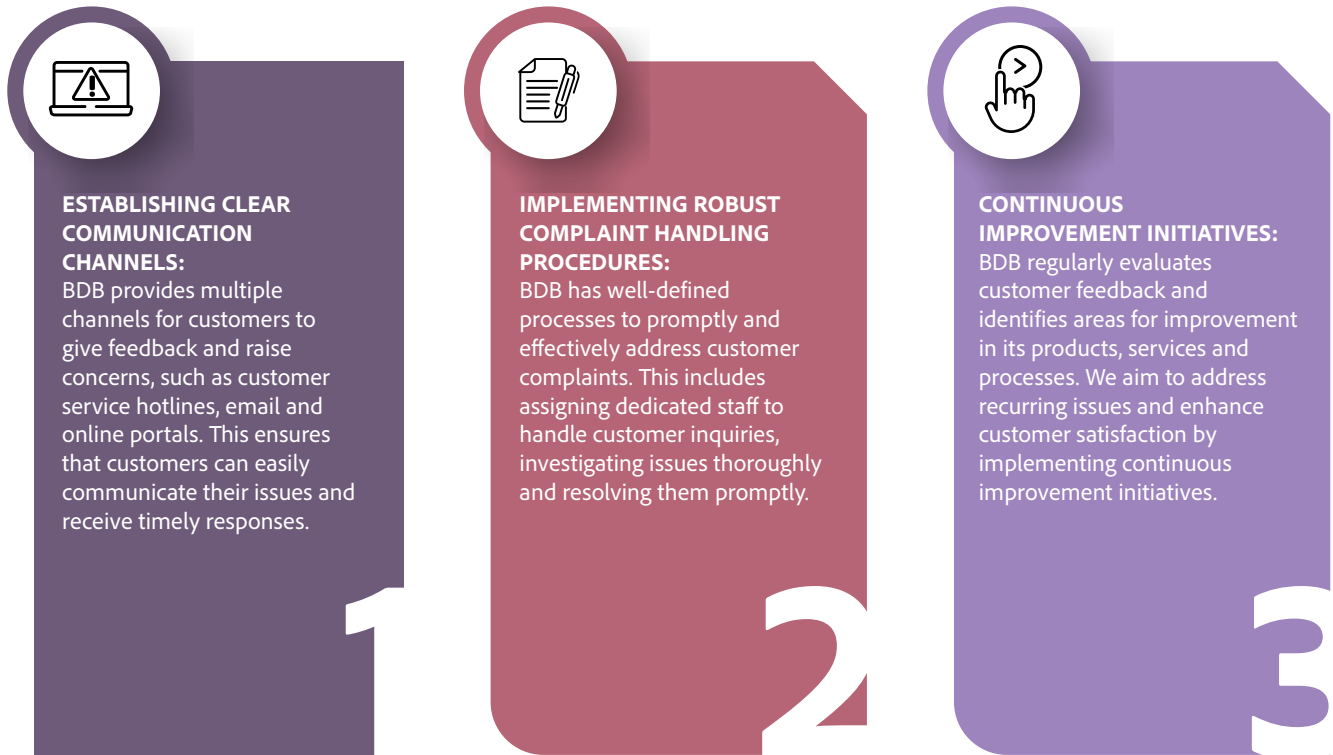 ESTABLISHING CLEAR
COMMUNICATION
CHANNELS:
BDB provides multiple
channels for customers to
give feedback and raise
concerns, such as customer
service hotlines, email and
online portals. This ensures
that customers can easily
communicate their issues and
receive timely responses.
1
IMPLEMENTING ROBUST
COMPLAINT HANDLING
PROCEDURES:
BDB has well-defined
processes to promptly and
effectively address customer
complaints. This includes
assigning dedicated staff to
handle customer inquiries,
investigating issues thoroughly
and resolving them promptly.
2
CONTINUOUS
IMPROVEMENT INITIATIVES:
BDB regularly evaluates
customer feedback and
identifies areas for improvement
in its products, services and
processes. We aim to address
recurring issues and enhance
customer satisfaction by
implementing continuous
improvement initiatives.
3